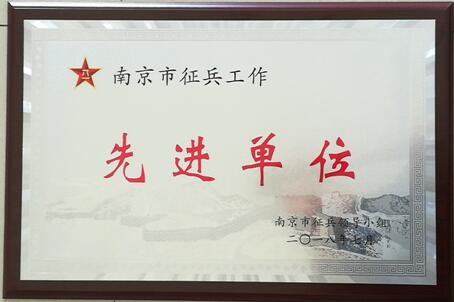 南京市征兵工作
先进单位
南京市征兵领导小组
二〇一八年七月